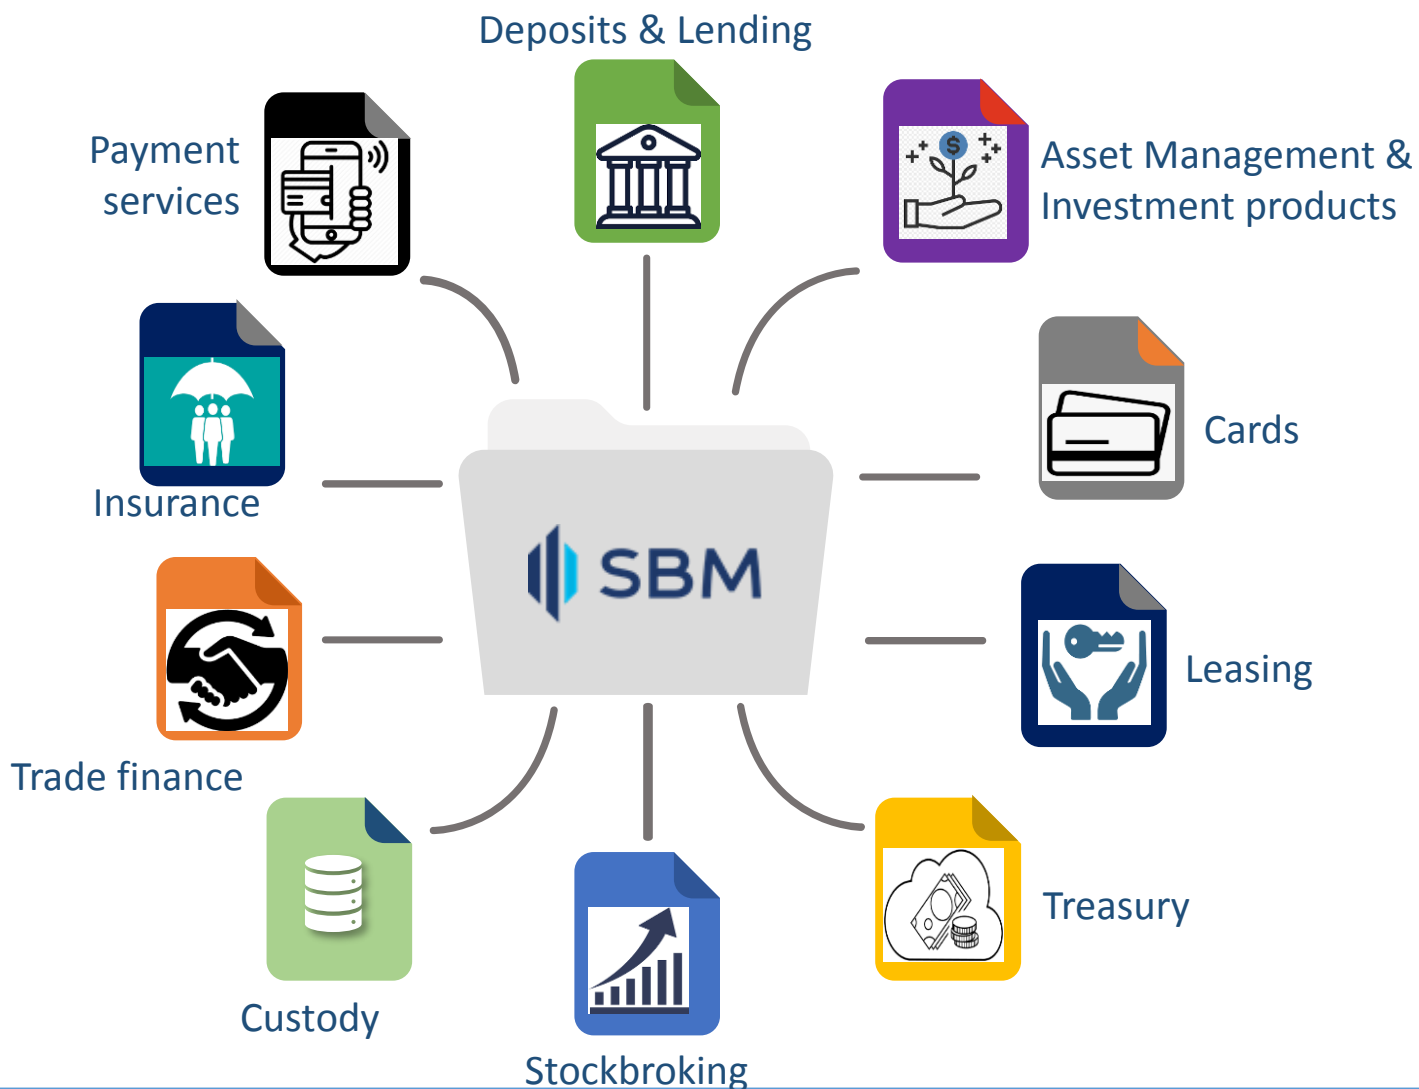 Deposits & Lending
Payment
services
Asset Management &
Investment products
$
Insurance
Cards
SBM
Trade finance
Leasing
Custody
Treasury
Stockbroking